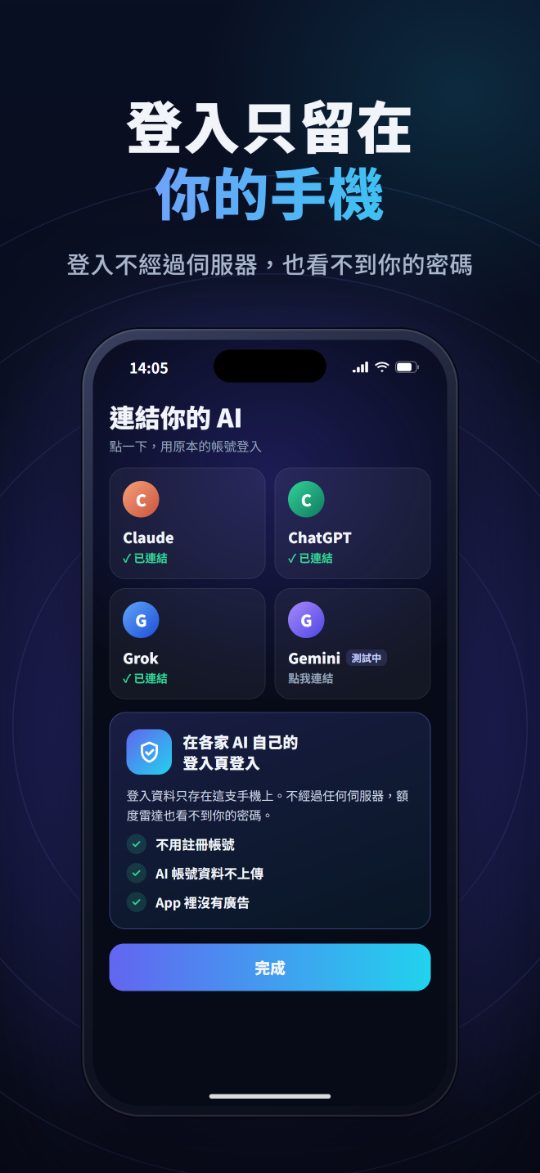 登入只留在
你的手機
登入不經過伺服器，也看不到你的密碼
14:05
連結你的 AI
點一下，用原本的帳號登入
C
Claude
✓ 已連結
C
ChatGPT
✓ 已連結
G
Grok
✓ 已連結
G
Gemini 測試中
點我連結
在各家 AI 自己的
登入頁登入
登入資料只存在這支手機上。不經過任何伺服器，額
度雷達也看不到你的密碼。
不用註冊帳號
AI 帳號資料不上傳
App 裡沒有廣告
完成